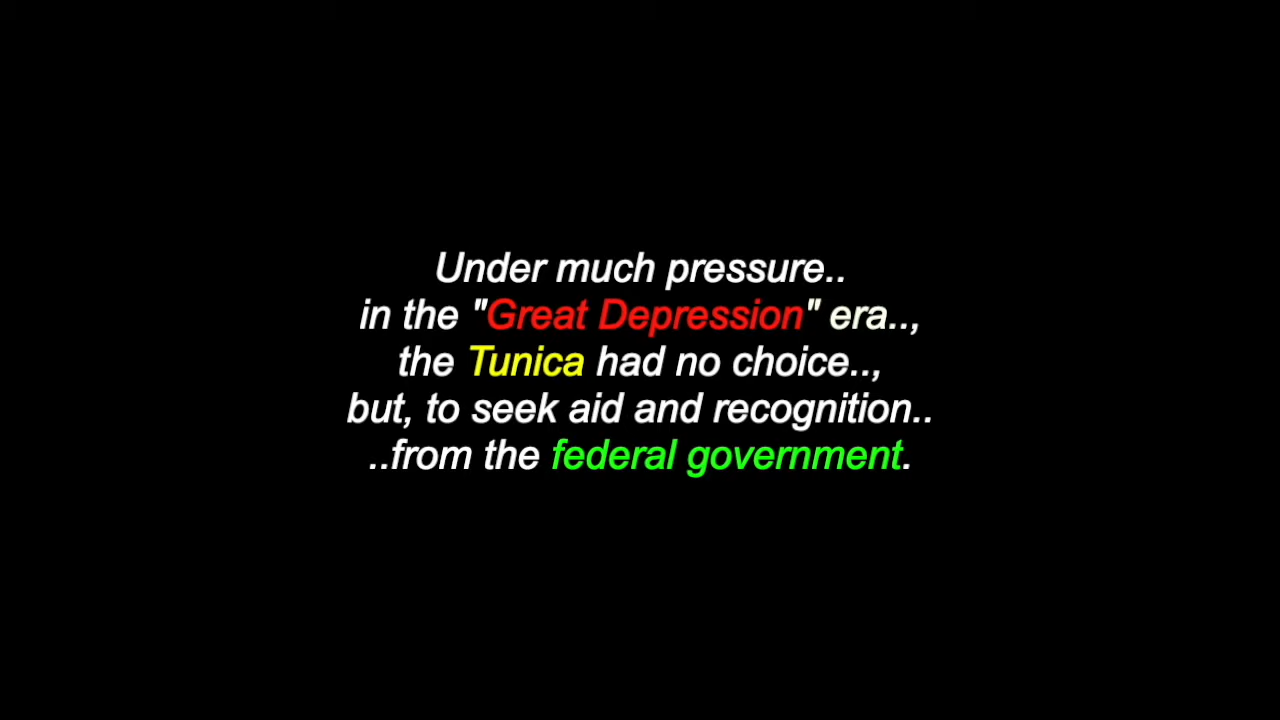 Under much pressure..
in the "Great Depression" era..,
the Tunica had no choice..,
but, to seek aid and recognition..
..from the federal government.